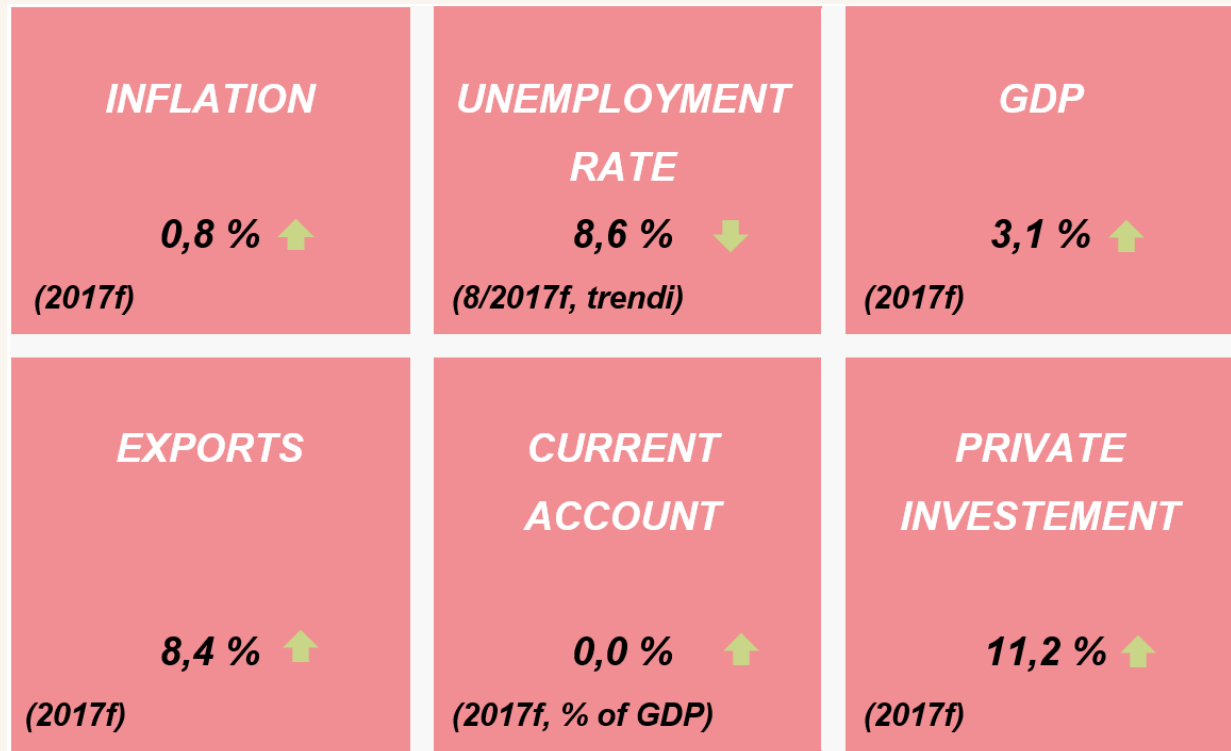 INFLATION
0,8 %
(2017f)
UNEMPLOYMENT
RATE
8,6 %
(8/2017f, trendi)
GDP
3,1 %
(2017f)
EXPORTS
8,4 %
(2017f)
CURRENT
ACCOUNT
0,0 %
(2017f, % of GDP)
PRIVATE
INVESTEMENT
11,2 %
(2017f)